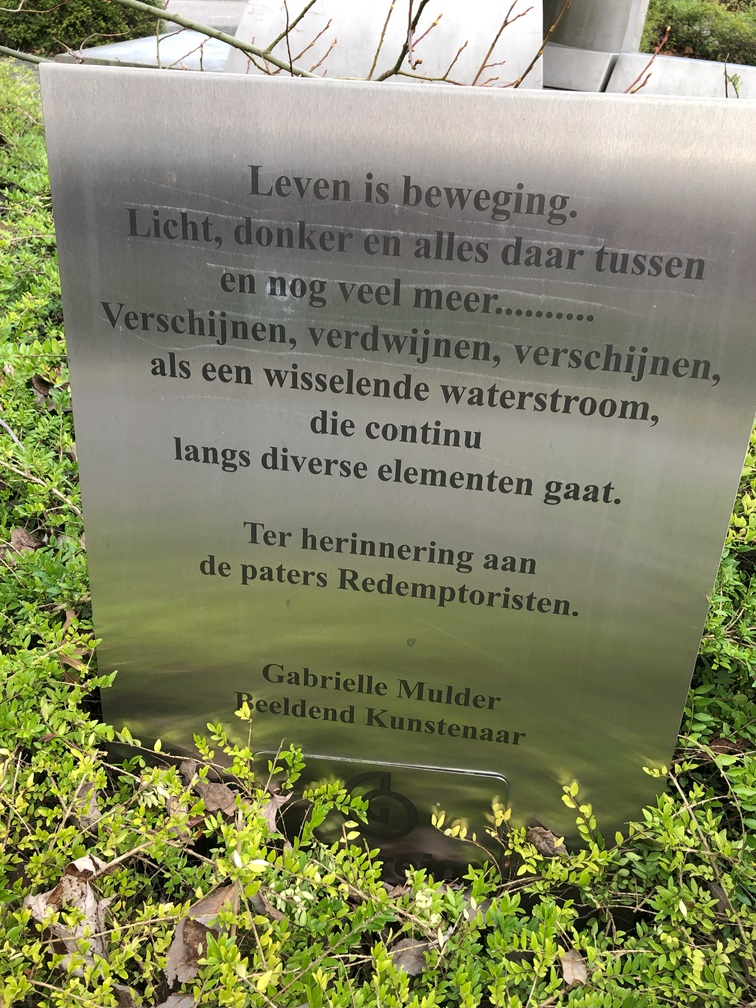 Leven is beweging.
Licht, donker en alles daar tussen
en nog veel meer..........
Verschijnen, verdwijnen, verschijnen,
als een wisselende waterstroom,
die continu
langs diverse elementen gaat.
Ter herinnering aan
de paters Redemptoristen.
Gabrielle Mulder
Beeldend Kunstenaar